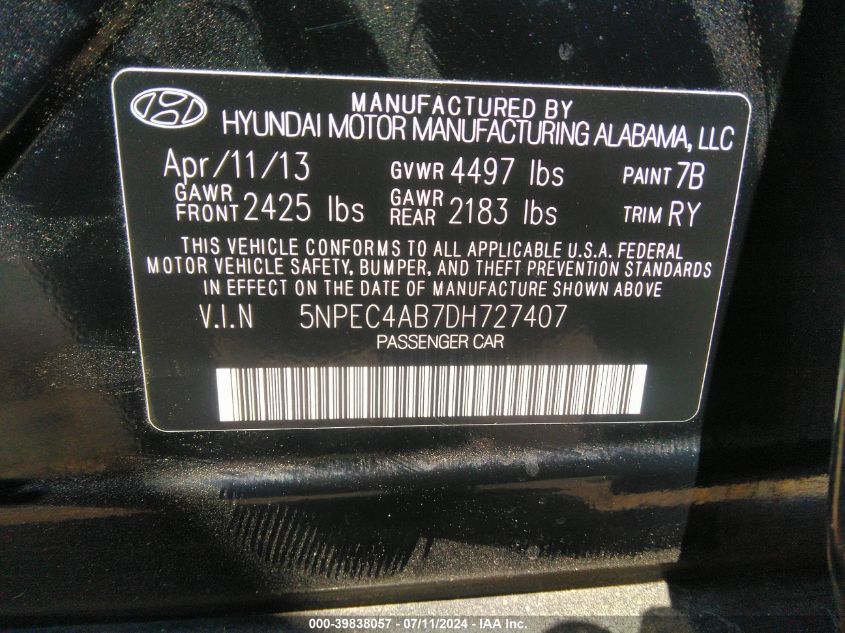 MANUFACTURED BY
HYUNDAI MOTOR MANUFACTURING ALABAMA, LLC
Apr/11/13 GVWR 4497 lbs PAINT 7B
GAWR FRONT 2425 lbs GAWR REAR 2183 lbs TRIM RY
THIS VEHICLE CONFORMS TO ALL APPLICABLE U.S.A. FEDERAL
MOTOR VEHICLE SAFETY, BUMPER, AND THEFT PREVENTION STANDARDS
IN EFFECT ON THE DATE OF MANUFACTURE SHOWN ABOVE
V.I.N 5NPEC4AB7DH727407
PASSENGER CAR
000-39838057 - 07/11/2024 - IAA Inc.